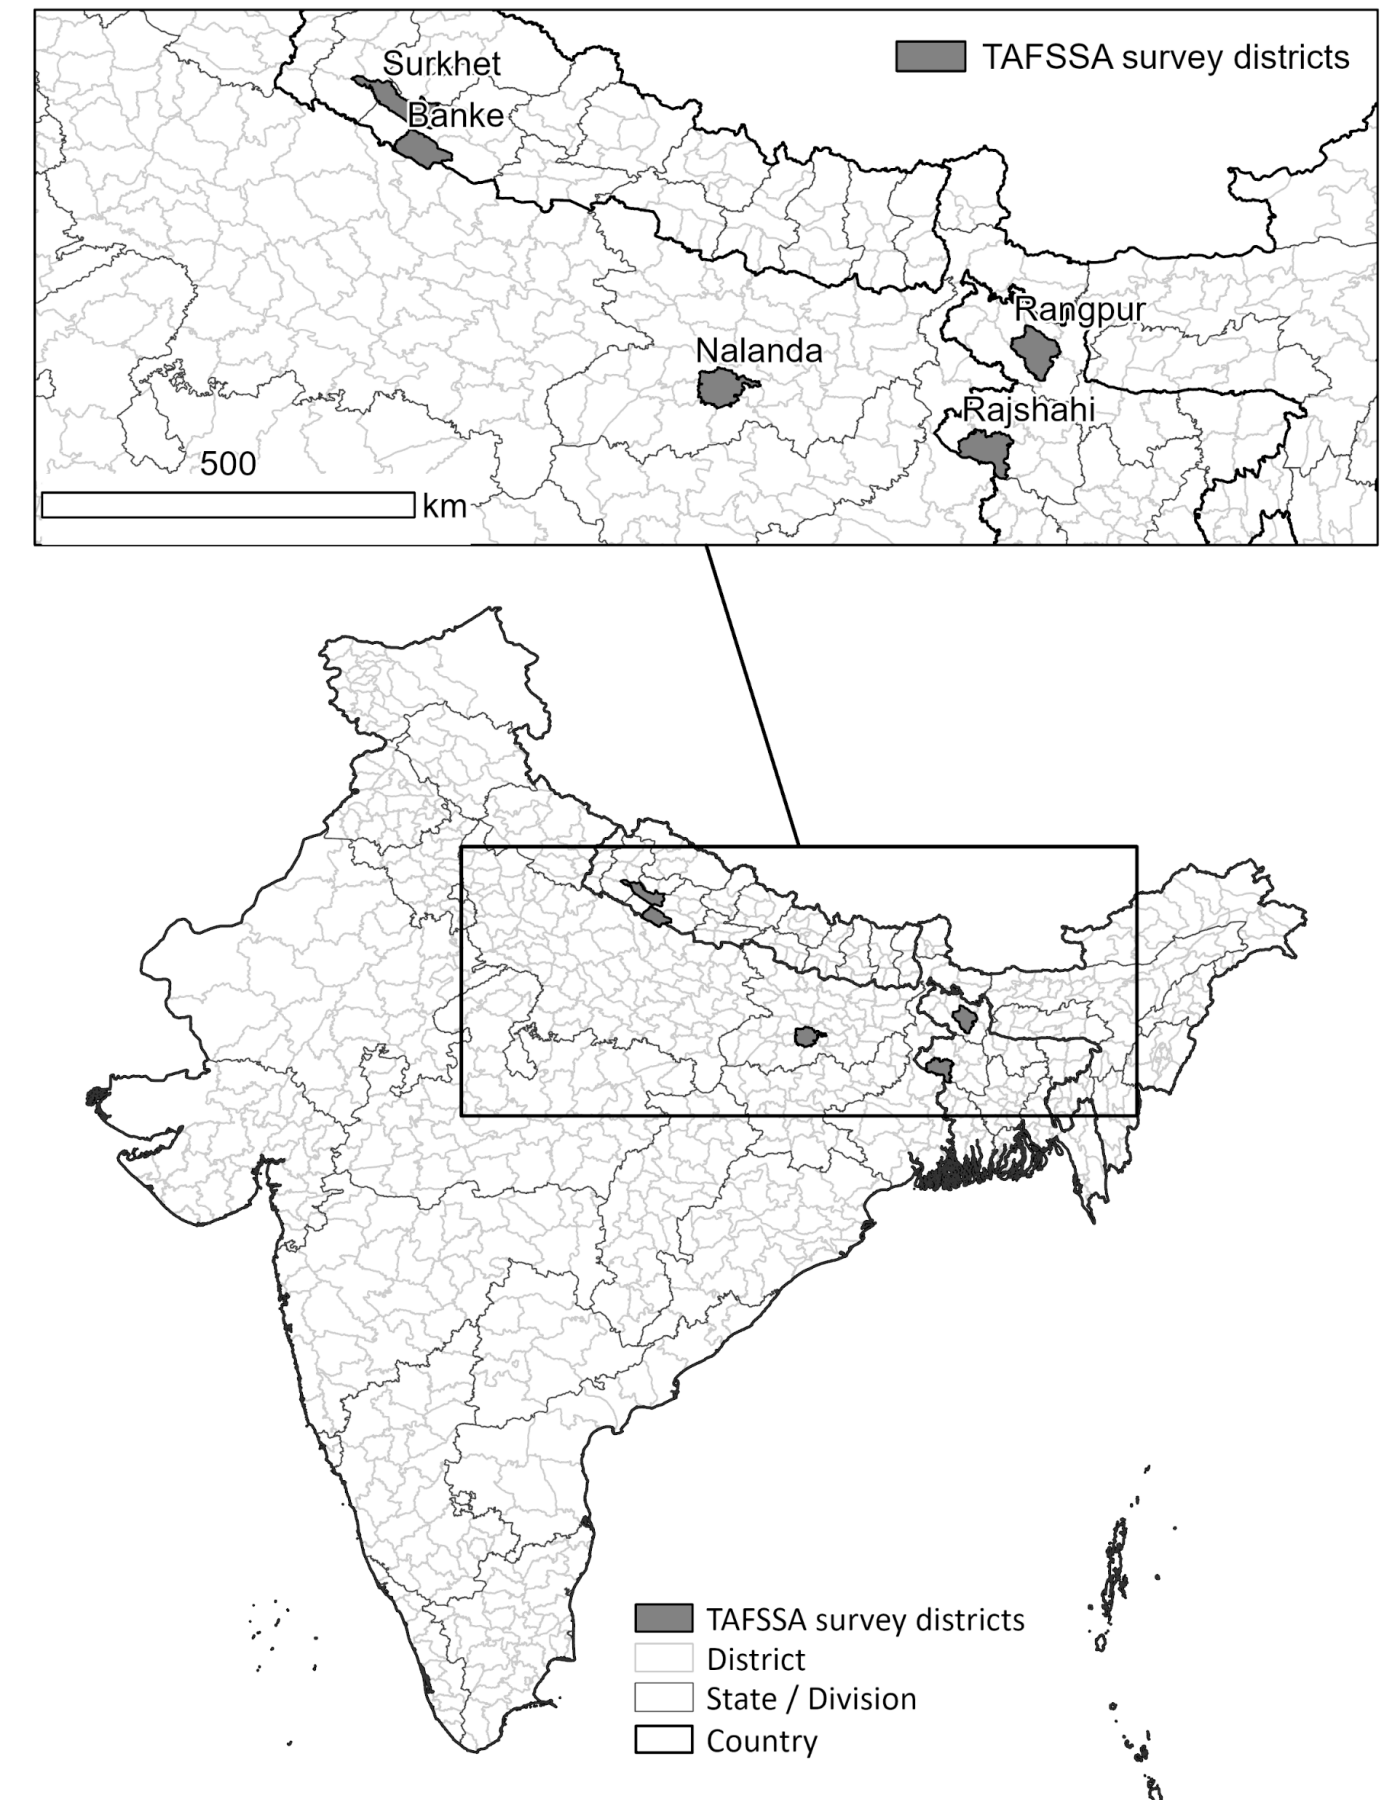 Surkhet
TAFSSA survey districts
Banke
Rangpur
Nalanda
Rajshahi
500
km
TAFSSA survey districts
District
State / Division
Country